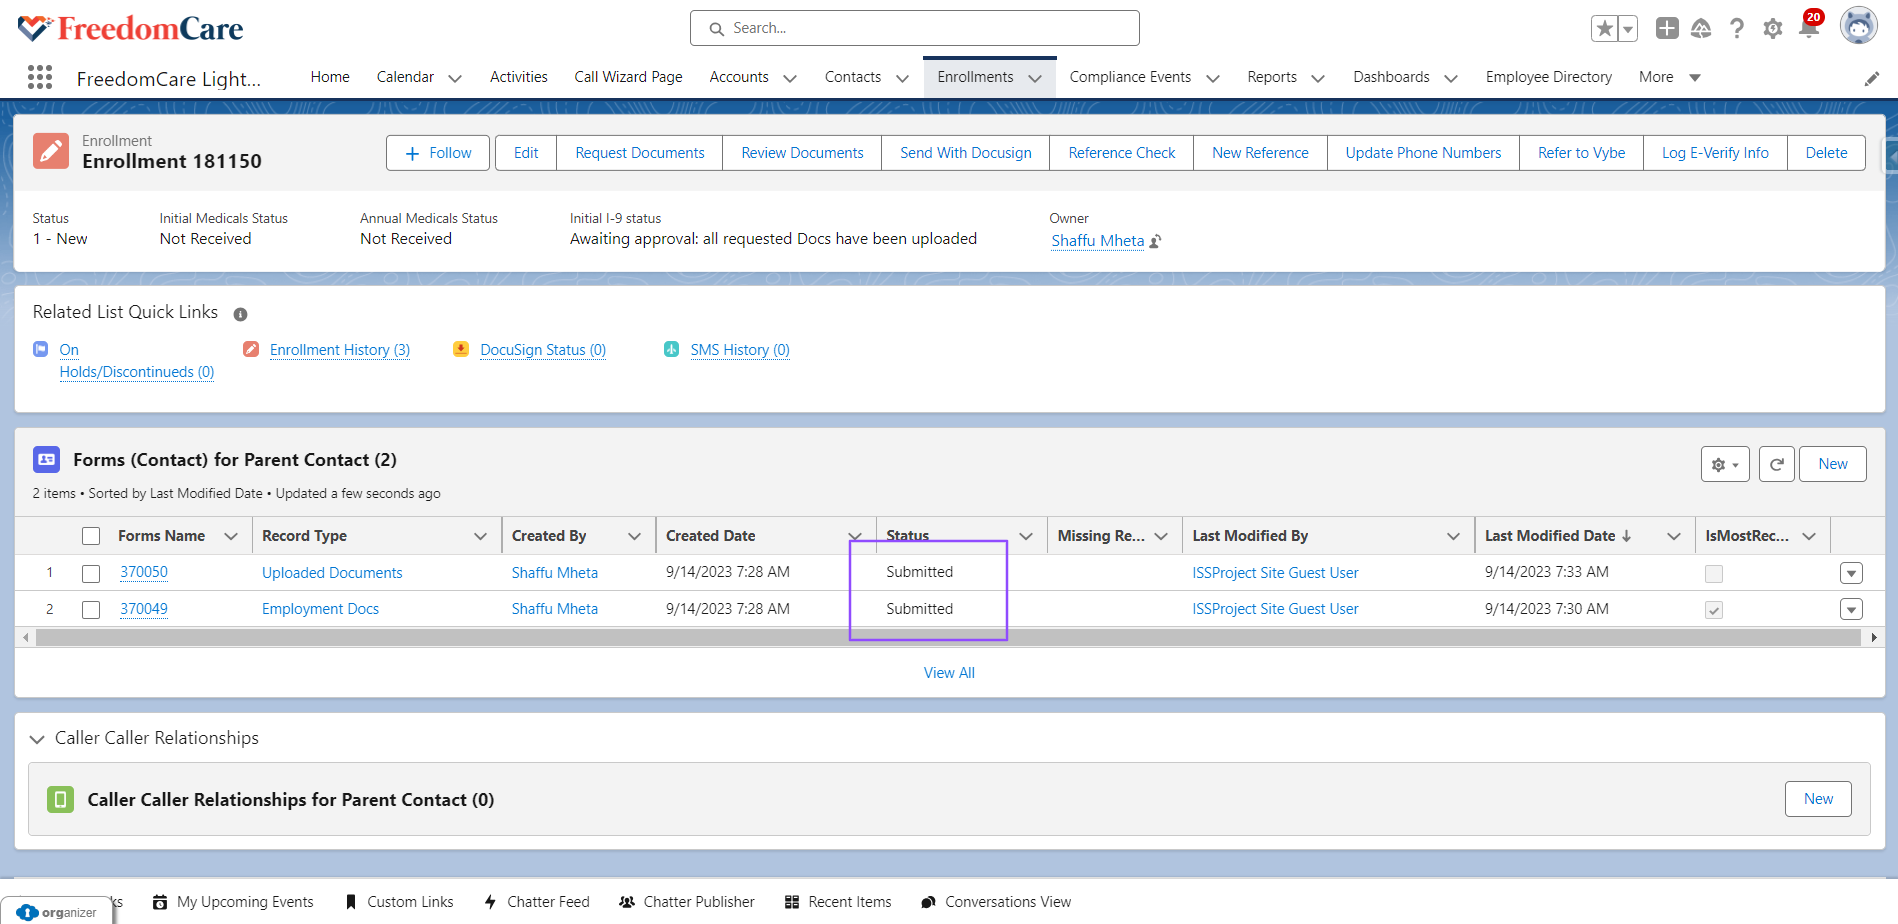 FreedomCare
Search...
20
FreedomCare Light...
Home
Calendar
Activities
Call Wizard Page
Accounts
Contacts
Enrollments
Compliance Events
Reports
Dashboards
Employee Directory
More
Enrollment
Enrollment 181150
Follow
Edit
Request Documents
Review Documents
Send With Docusign
Reference Check
New Reference
Update Phone Numbers
Refer to Vybe
Log E-Verify Info
Delete
Status
1 - New
Initial Medicals Status
Not Received
Annual Medicals Status
Not Received
Initial I-9 status
Awaiting approval: all requested Docs have been uploaded
Owner
Shaffu Mheta
Related List Quick Links
On
Holds/Discontinueds (0)
Enrollment History (3)
DocuSign Status (0)
SMS History (0)
Forms (Contact) for Parent Contact (2)
2 items • Sorted by Last Modified Date • Updated a few seconds ago
New
Forms Name Record Type Created By Created Date Status Missing Re... Last Modified By Last Modified Date IsMostRec...
1 370050 Uploaded Documents Shaffu Mheta 9/14/2023 7:28 AM Submitted ISSProject Site Guest User 9/14/2023 7:33 AM
2 370049 Employment Docs Shaffu Mheta 9/14/2023 7:28 AM Submitted ISSProject Site Guest User 9/14/2023 7:30 AM
View All
Caller Caller Relationships
Caller Caller Relationships for Parent Contact (0)
New
organizer
ks
My Upcoming Events
Custom Links
Chatter Feed
Chatter Publisher
Recent Items
Conversations View